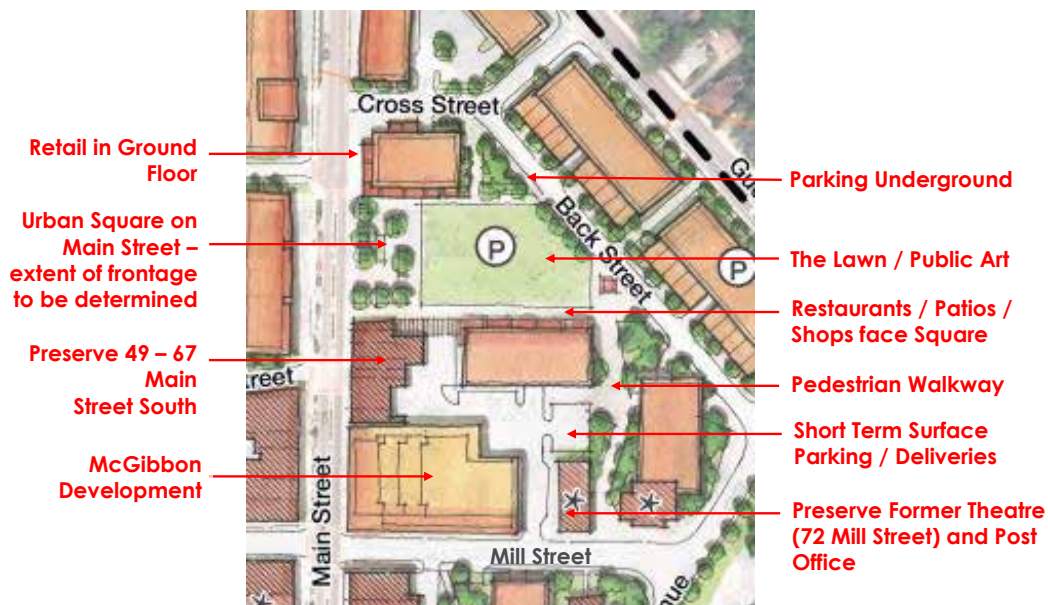 Cross Street
Retail in Ground
Floor
Urban Square on
Main Street –
extent of frontage
to be determined
Preserve 49 – 67
Main
Street South
McGibbon
Development
P
Back Street
P
Parking Underground
The Lawn / Public Art
Restaurants / Patios /
Shops face Square
Pedestrian Walkway
Short Term Surface
Parking / Deliveries
Preserve Former Theatre
(72 Mill Street) and Post
Office
Main Street
Mill Street